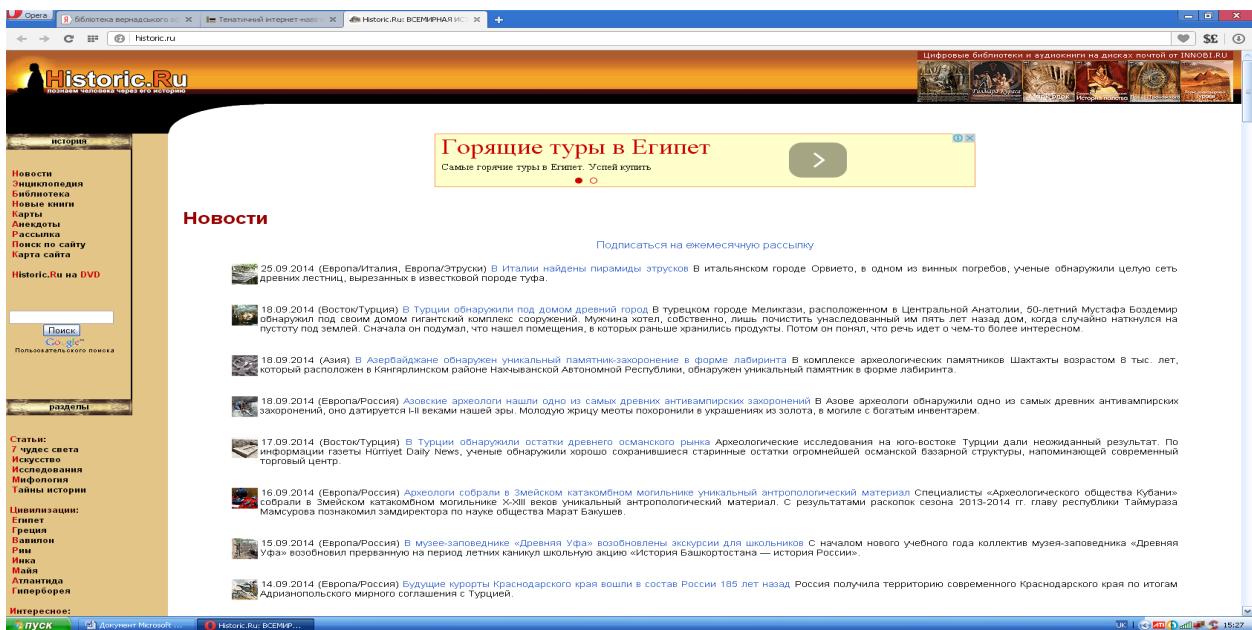 Opera
бібліотека вернадського
Тематичний інтернет-наві
Historic.Ru: ВСЕМИРНАЯ ИС
historic.ru
Цифровые библиотеки и аудиокниги на дисках почтой от INNOBI.RU
Historic.Ru
познаём человека через его историю
история
Новости
Энциклопедия
Библиотека
Новые книги
Карты
Анекдоты
Рассылка
Поиск по сайту
Карта сайта
Historic.Ru на DVD
Поиск
Google™
Пользовательского поиска
разделы
Статьи:
7 чудес света
Искусство
Исследования
Мифология
Тайны истории
Цивилизации:
Египет
Греция
Вавилон
Рим
Инка
Майя
Атлантида
Гиперборея
Интересное:
Горящие туры в Египет
Самые горячие туры в Египет. Успей купить
Новости
Подписаться на ежемесячную рассылку
25.09.2014 (Европа/Италия, Европа/Этруски) В Италии найдены пирамиды этрусков В итальянском городе Орвието, в одном из винных погребов, ученые обнаружили целую сеть
древних лестниц, вырезанных в известковой породе туфа.
18.09.2014 (Восток/Турция) В Турции обнаружили под домом древний город В турецком городе Меликгази, расположенном в Центральной Анатолии, 50-летний Мустафа Боздемир
обнаружил под своим домом гигантский комплекс сооружений. Мужчина хотел, собственно, лишь почистить унаследованный им пять лет назад дом, когда случайно наткнулся на
пустоту под землей. Сначала он подумал, что нашел помещения, в которых раньше хранились продукты. Потом он понял, что речь идет о чем-то более интересном.
18.09.2014 (Азия) В Азербайджане обнаружен уникальный памятник-захоронение в форме лабиринта В комплексе археологических памятников Шахтахты возрастом 8 тыс. лет,
который расположен в Кянгярлинском районе Нахчыванской Автономной Республики, обнаружен уникальный памятник в форме лабиринта.
18.09.2014 (Европа/Россия) Азовские археологи нашли одно из самых древних антивампирских захоронений В Азове археологи обнаружили одно из самых древних антивампирских
захоронений, оно датируется I-II веками нашей эры. Молодую жрицу меоты похоронили в украшениях из золота, в могиле с богатым инвентарем.
17.09.2014 (Восток/Турция) В Турции обнаружили остатки древнего османского рынка Археологические исследования на юго-востоке Турции дали неожиданный результат. По
информации газеты Hürriyet Daily News, ученые обнаружили хорошо сохранившиеся старинные остатки огромнейшей османской базарной структуры, напоминающей современный
торговый центр.
16.09.2014 (Европа/Россия) Археологи собрали в Змейском катакомбном могильнике уникальный антропологический материал Специалисты «Археологического общества Кубани»
собрали в Змейском катакомбном могильнике X-XIII веков уникальный антропологический материал. С результатами раскопок сезона 2013-2014 гг. главу республики Таймураза
Мамсурова познакомил замдиректора по науке общества Марат Бакушев.
15.09.2014 (Европа/Россия) В музее-заповеднике «Древняя Уфа» возобновлены экскурсии для школьников С началом нового учебного года коллектив музея-заповедника «Древняя
Уфа» возобновил прерванную на период летних каникул школьную акцию «История Башкортостана — история России».
14.09.2014 (Европа/Россия) Будущие курорты Краснодарского края вошли в состав России 185 лет назад Россия получила территорию современного Краснодарского края по итогам
Адрианопольского мирного соглашения с Турцией.
пуск
Документ Microsoft ...
Historic.Ru: ВСЕМИР...
UK
15:27